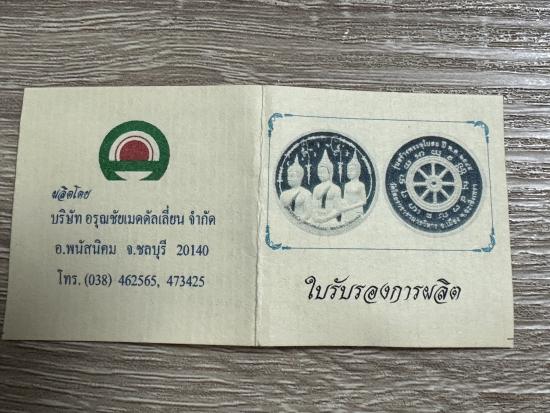 ผลิตโดย
บริษัท อรุณชัยเมดดัลเลี่ยน จำกัด
อ.พนัสนิคม จ.ชลบุรี 20140
โทร. (038) 462565, 473425
ใบรับรองการผลิต